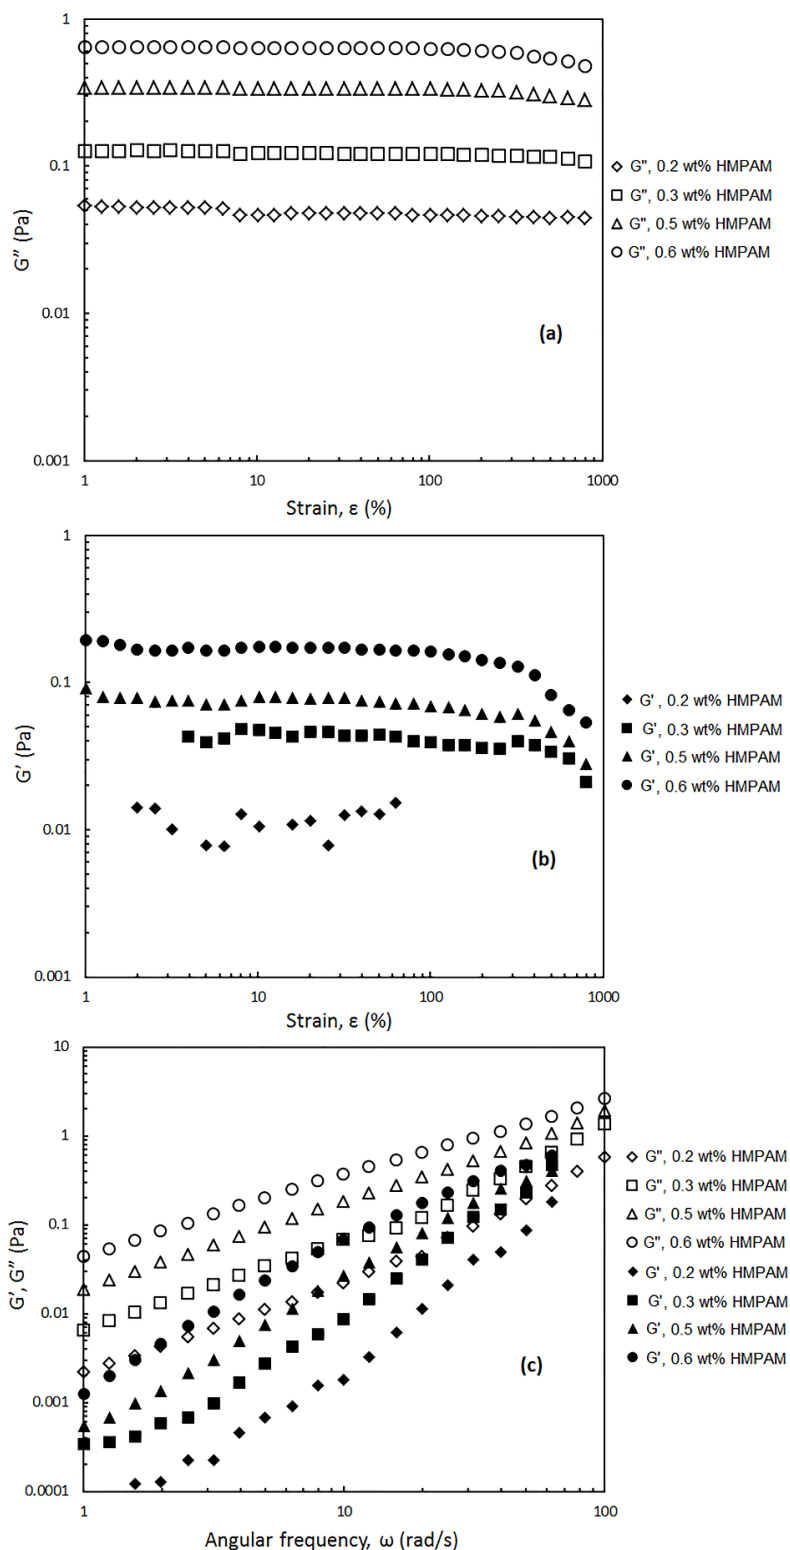 1
0.1
0.01
0.001
G″ (Pa)
1
10
100
1000
Strain, ε (%)
(a)
G", 0.2 wt% HMPAM
G", 0.3 wt% HMPAM
G", 0.5 wt% HMPAM
G", 0.6 wt% HMPAM
1
0.1
0.01
0.001
G′ (Pa)
1
10
100
1000
Strain, ε (%)
(b)
G', 0.2 wt% HMPAM
G', 0.3 wt% HMPAM
G', 0.5 wt% HMPAM
G', 0.6 wt% HMPAM
10
1
0.1
0.01
0.001
0.0001
G′, G″ (Pa)
1
10
100
Angular frequency, ω (rad/s)
(c)
G", 0.2 wt% HMPAM
G", 0.3 wt% HMPAM
G", 0.5 wt% HMPAM
G", 0.6 wt% HMPAM
G', 0.2 wt% HMPAM
G', 0.3 wt% HMPAM
G', 0.5 wt% HMPAM
G', 0.6 wt% HMPAM